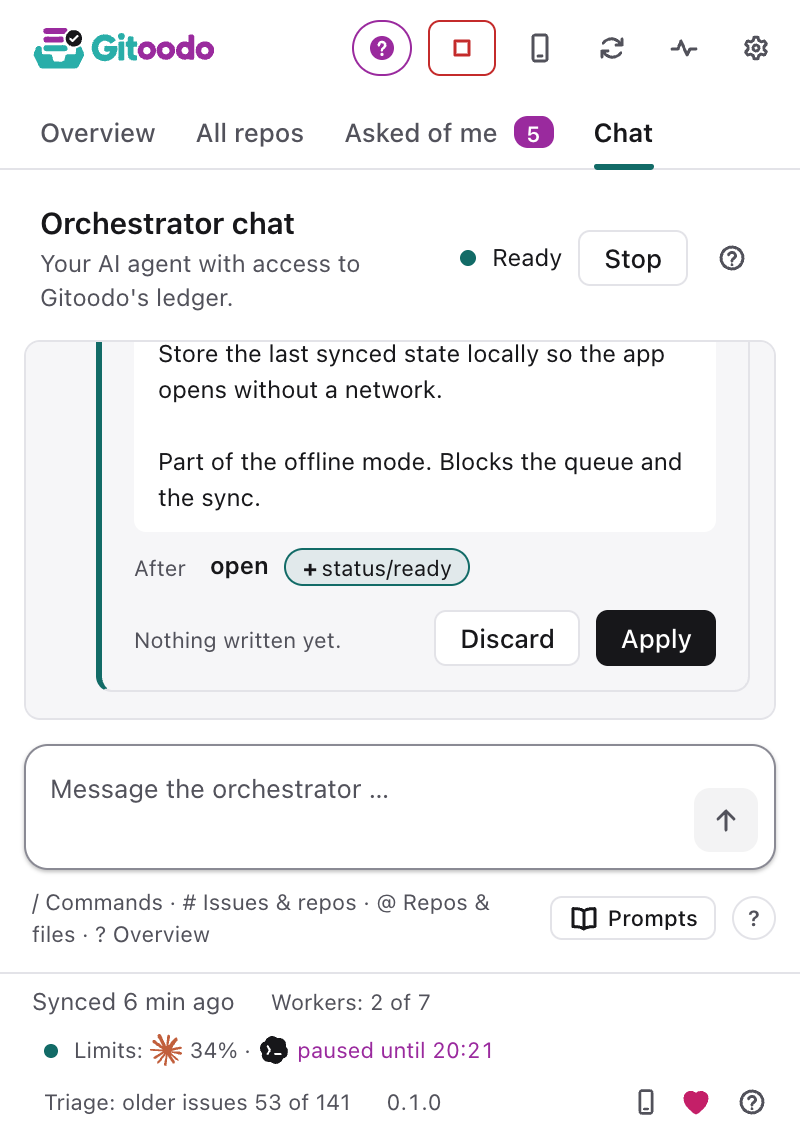 Gitoodo
?
Overview All repos Asked of me 5 Chat
Orchestrator chat
Your AI agent with access to
Gitoodo's ledger.
Ready Stop ?
Store the last synced state locally so the app
opens without a network.
Part of the offline mode. Blocks the queue and
the sync.
After open + status/ready
Nothing written yet. Discard Apply
Message the orchestrator ...
/ Commands · # Issues & repos · @ Repos &
files · ? Overview
Prompts ?
Synced 6 min ago Workers: 2 of 7
Limits: 34% · paused until 20:21
Triage: older issues 53 of 141 0.1.0 ?